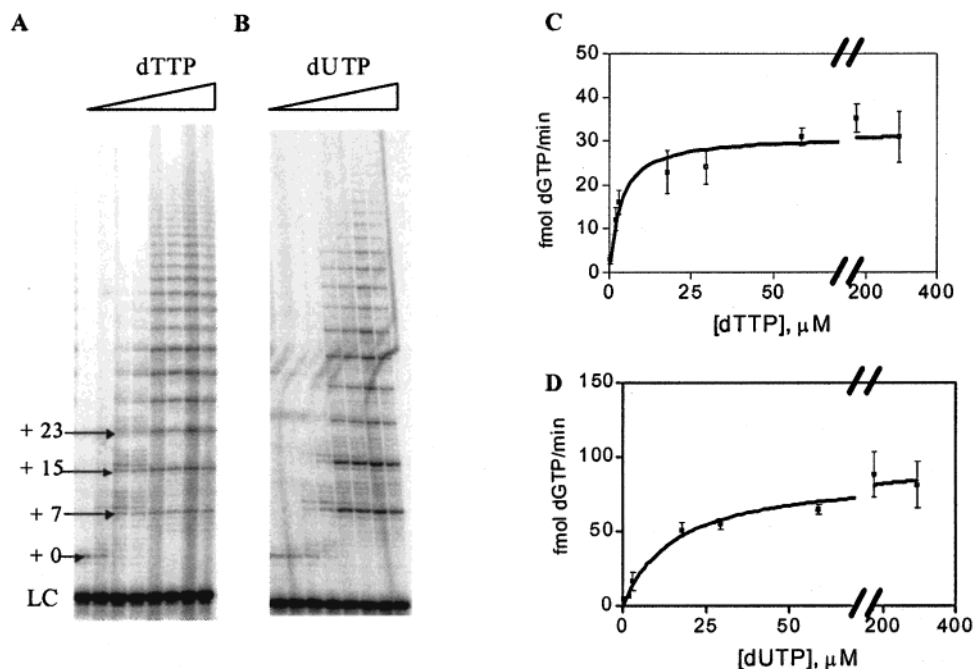 A
dTTP
+ 23
+ 15
+ 7
+ 0
LC
B
dUTP
C
50
40
30
20
10
0
fmol dGTP/min
0 25 50 200 400
[dTTP], μM
D
150
100
50
0
fmol dGTP/min
0 25 50 200 400
[dUTP], μM